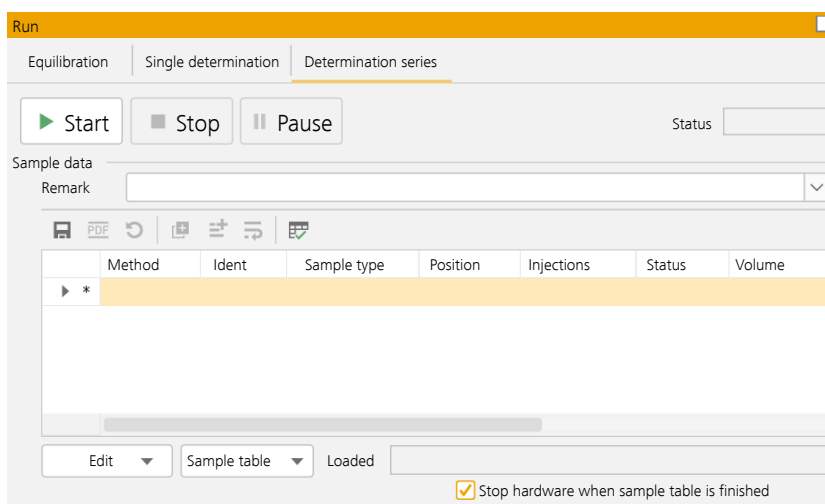 Run
Equilibration Single determination Determination series
Start Stop Pause Status
Sample data
Remark
PDF
Method Ident Sample type Position Injections Status Volume
*
Edit Sample table Loaded
Stop hardware when sample table is finished